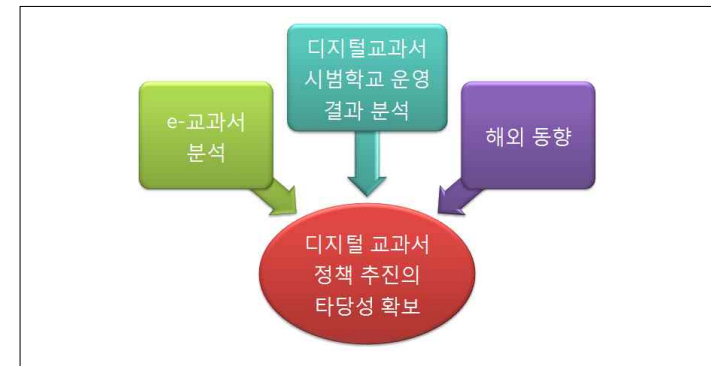 디지털교과서
시범학교 운영
결과 분석
e-교과서
분석
해외 동향
디지털 교과서
정책 추진의
타당성 확보